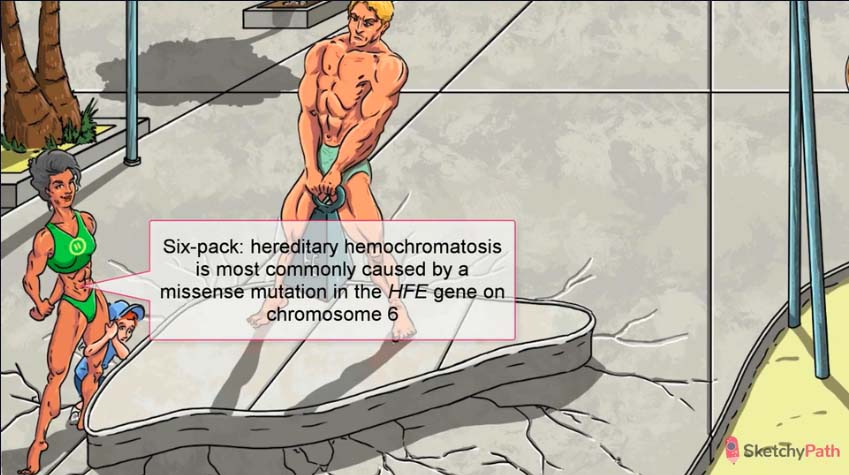 Six-pack: hereditary hemochromatosis
is most commonly caused by a
missense mutation in the HFE gene on
chromosome 6
SketchyPath